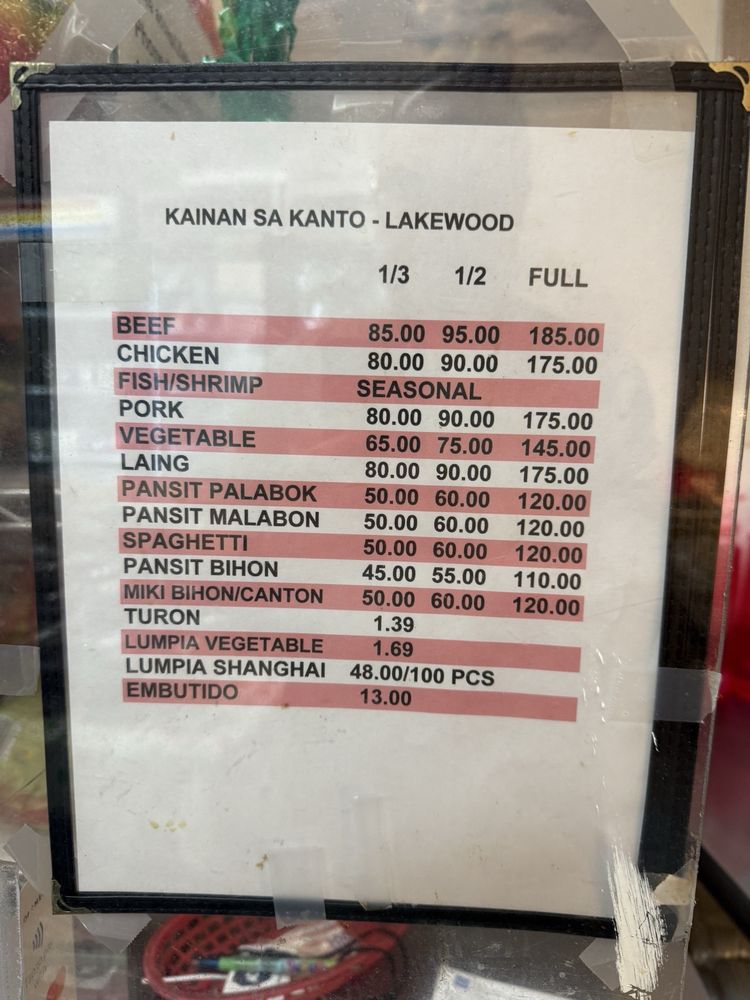 KAINAN SA KANTO - LAKEWOOD
1/3 1/2 FULL
BEEF 85.00 95.00 185.00
CHICKEN 80.00 90.00 175.00
FISH/SHRIMP SEASONAL
PORK 80.00 90.00 175.00
VEGETABLE 65.00 75.00 145.00
LAING 80.00 90.00 175.00
PANSIT PALABOK 50.00 60.00 120.00
PANSIT MALABON 50.00 60.00 120.00
SPAGHETTI 50.00 60.00 120.00
PANSIT BIHON 45.00 55.00 110.00
MIKI BIHON/CANTON 50.00 60.00 120.00
TURON 1.39
LUMPIA VEGETABLE 1.69
LUMPIA SHANGHAI 48.00/100 PCS
EMBUTIDO 13.00